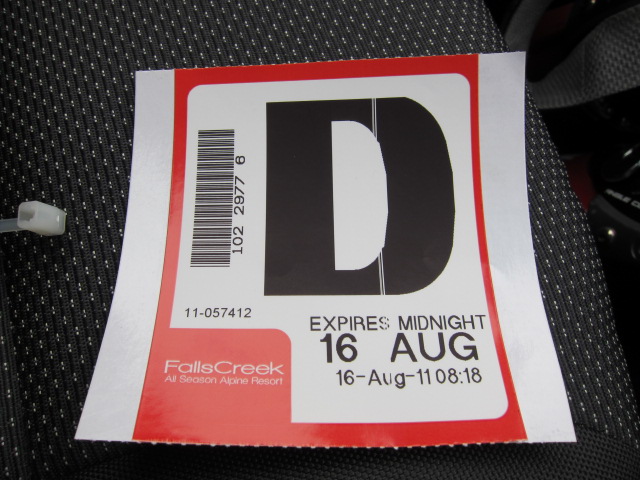 D
102 2977 6
11-057412
EXPIRES MIDNIGHT
16 AUG
16-Aug-11 08:18
FallsCreek
All Season Alpine Resort